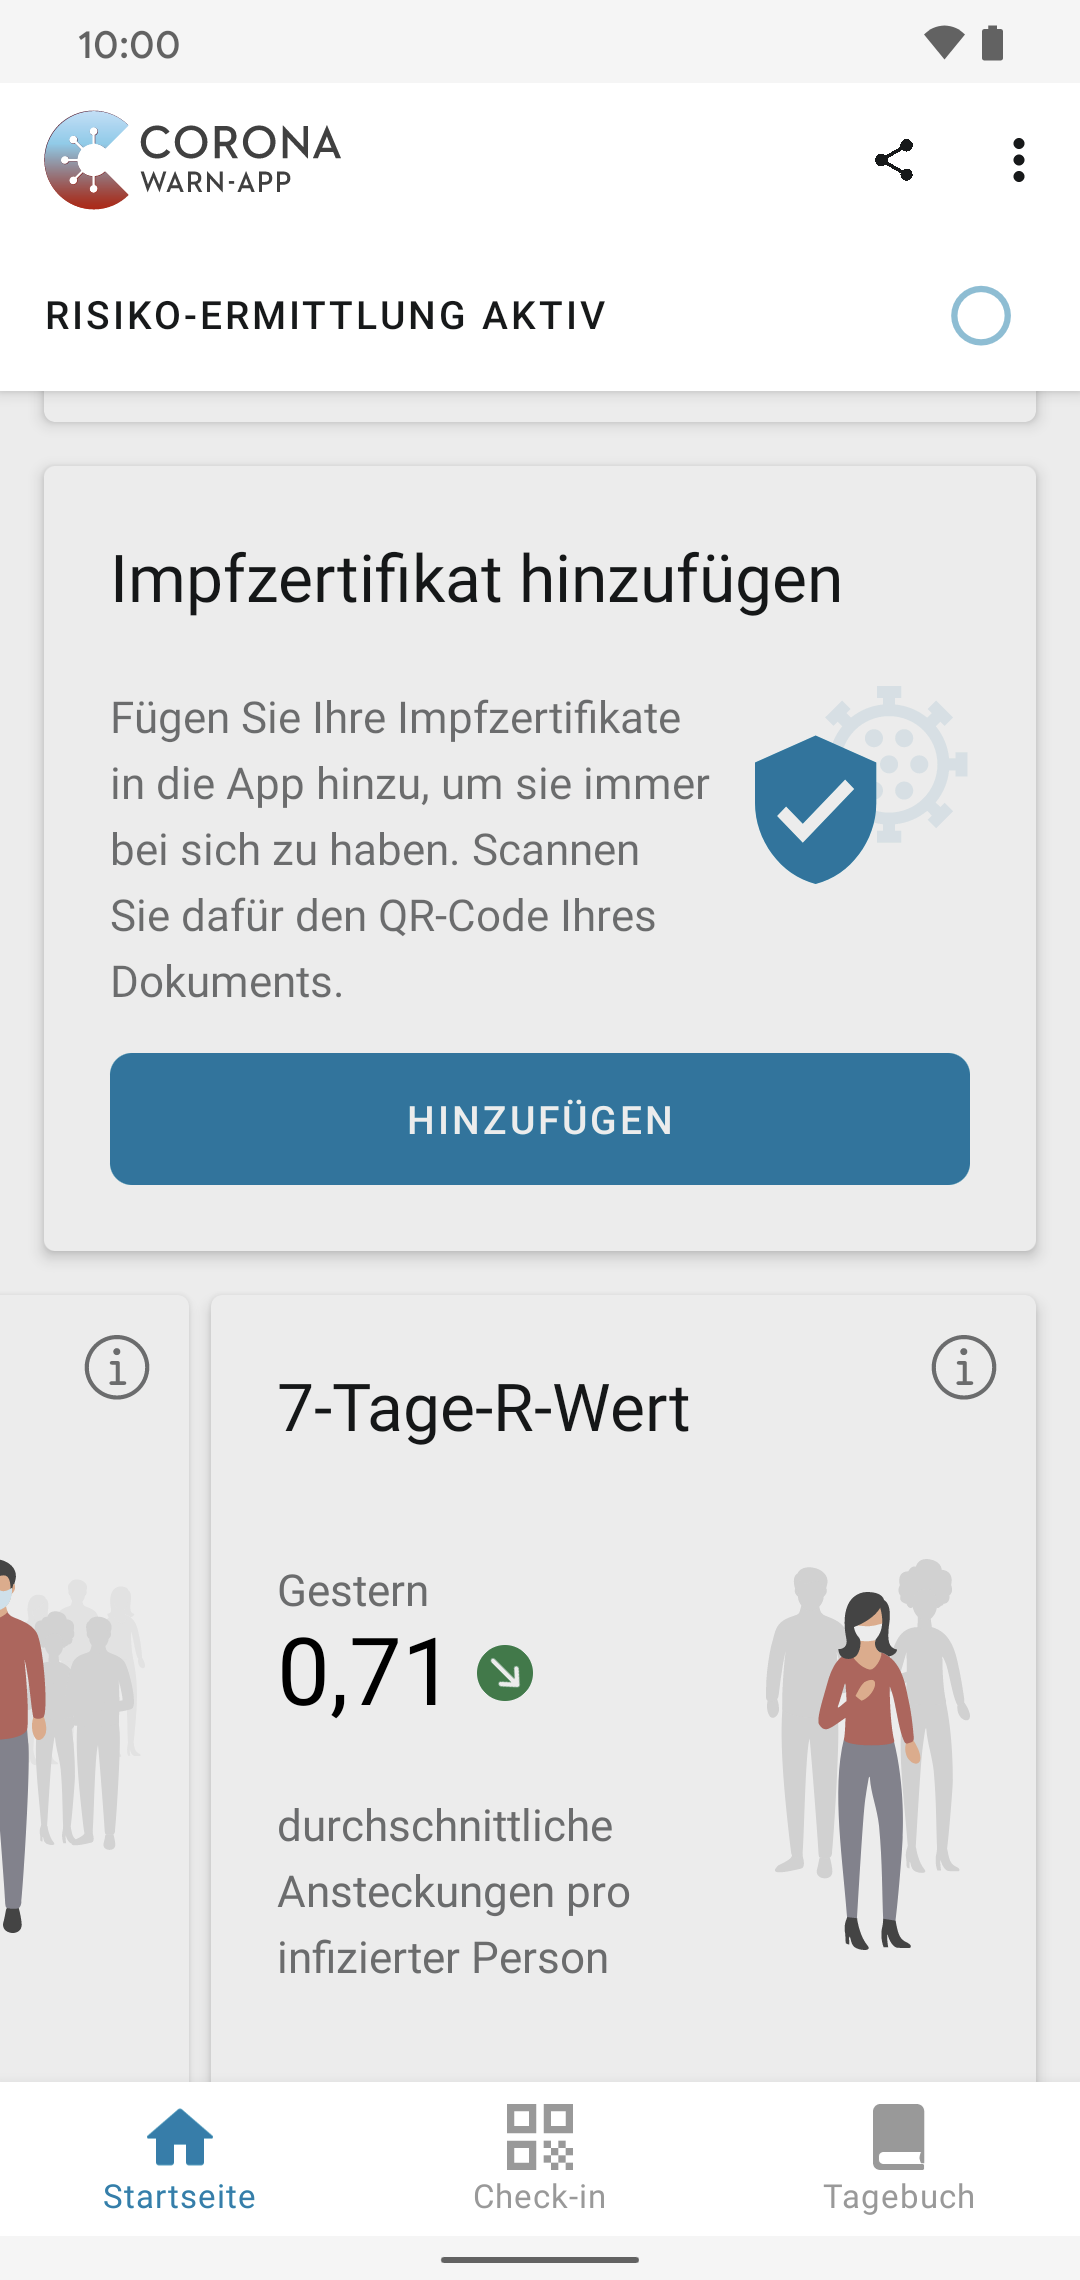 10:00
CORONA
WARN-APP
RISIKO-ERMITTLUNG AKTIV
Impfzertifikat hinzufügen
Fügen Sie Ihre Impfzertifikate
in die App hinzu, um sie immer
bei sich zu haben. Scannen
Sie dafür den QR-Code Ihres
Dokuments.
HINZUFÜGEN
7-Tage-R-Wert
Gestern
0,71
durchschnittliche
Ansteckungen pro
infizierter Person
Startseite
Check-in
Tagebuch